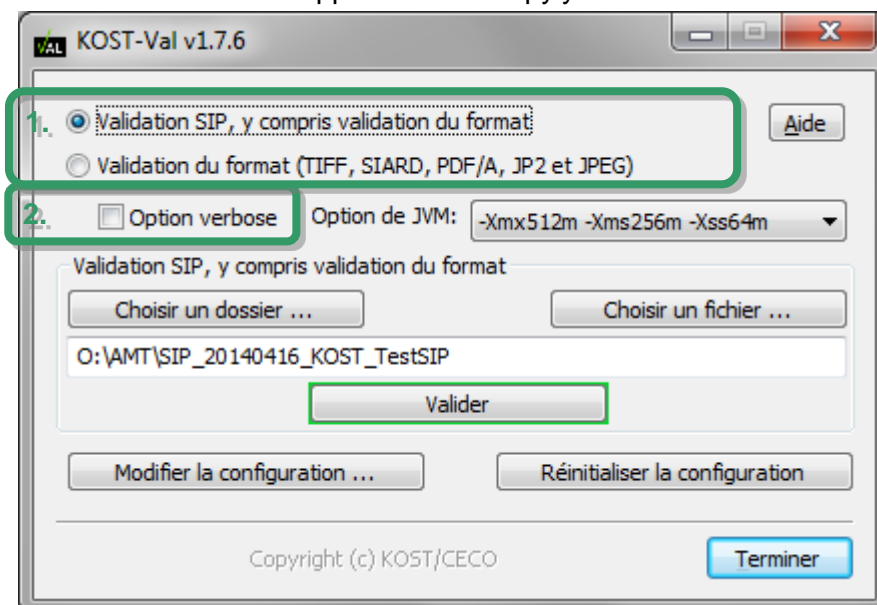 VAL KOST-Val v1.7.6
1. Validation SIP, y compris validation du format
Aide
Validation du format (TIFF, SIARD, PDF/A, JP2 et JPEG)
2. Option verbose Option de JVM: -Xmx512m -Xms256m -Xss64m
Validation SIP, y compris validation du format
Choisir un dossier ... Choisir un fichier ...
O:\AMT\SIP_20140416_KOST_TestSIP
Valider
Modifier la configuration ... Réinitialiser la configuration
Copyright (c) KOST/CECO Terminer